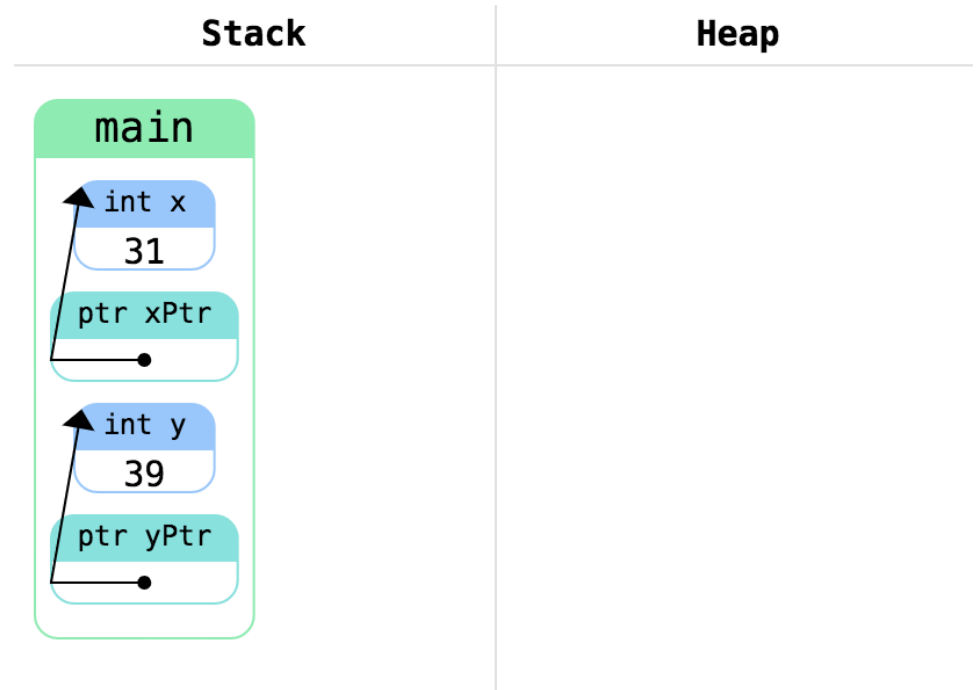 Stack Heap
main
int x
31
ptr xPtr
int y
39
ptr yPtr